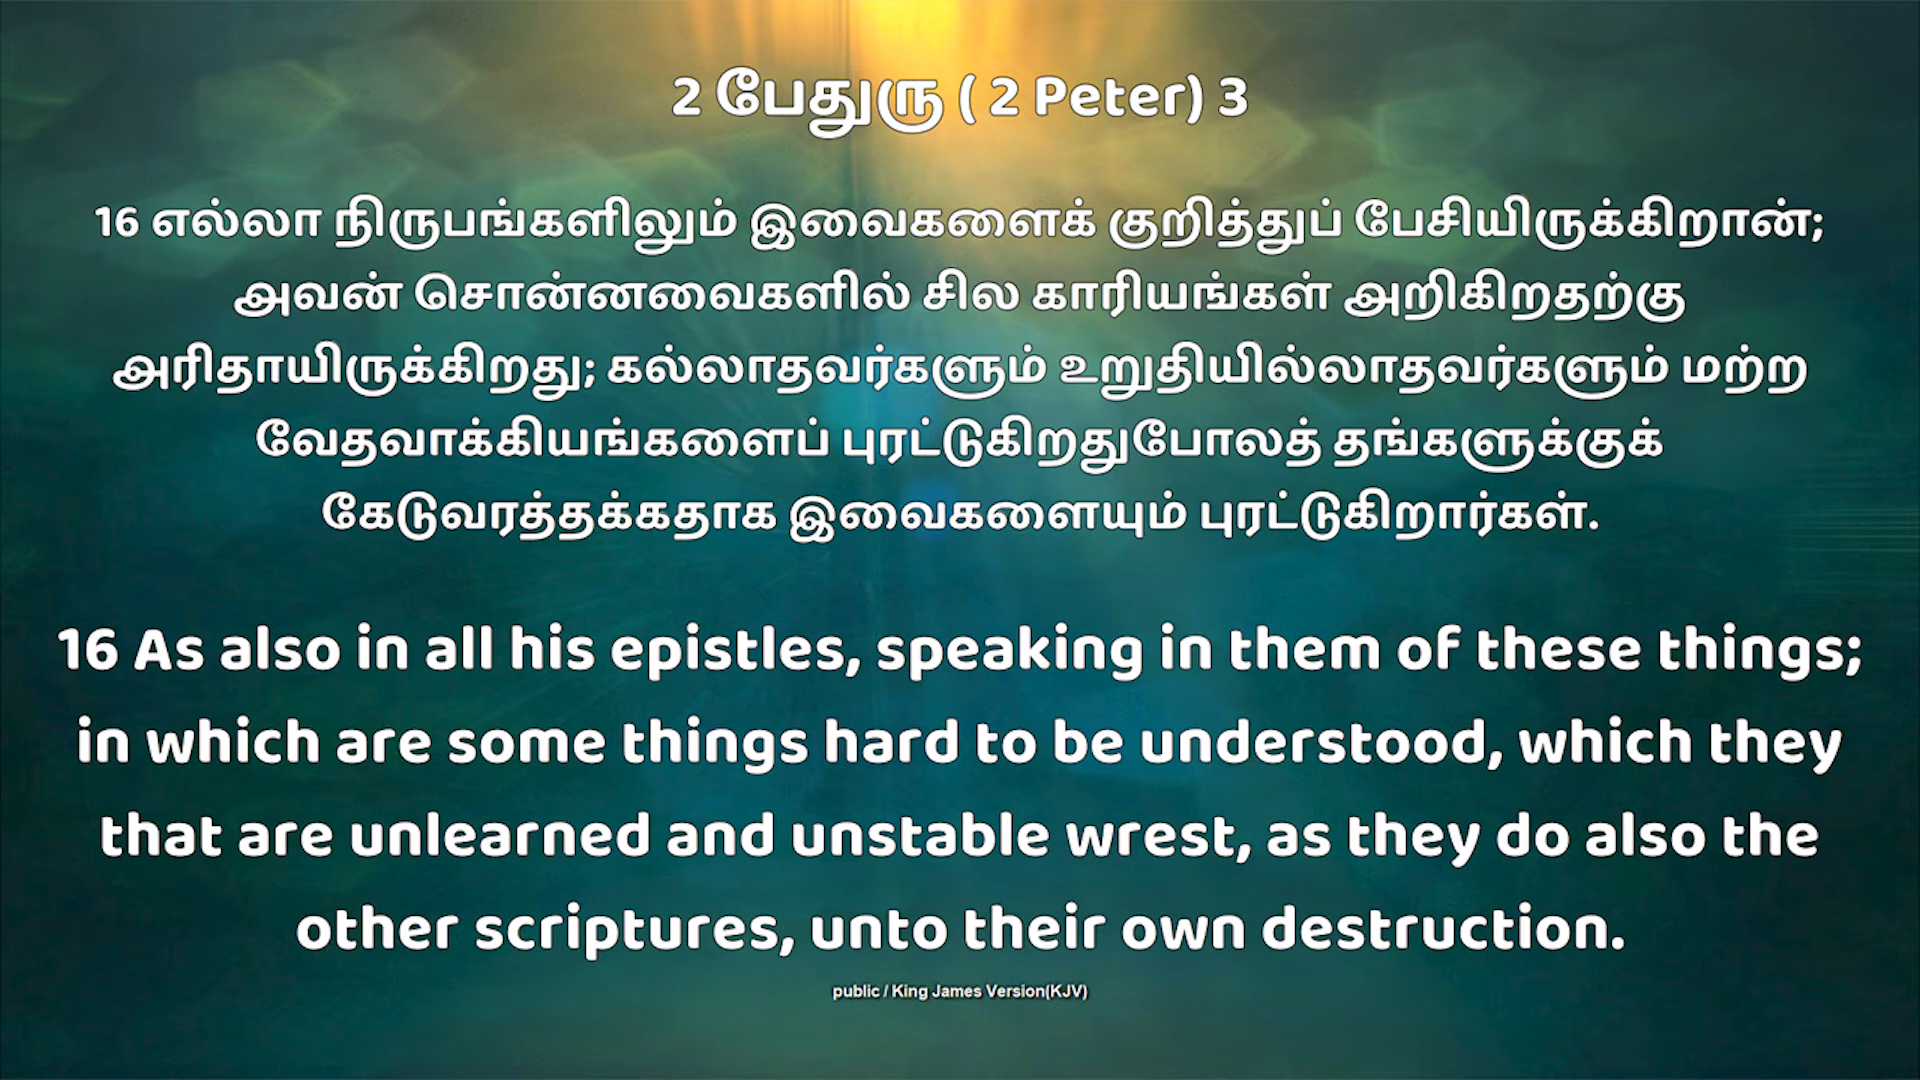 2 பேதுரு ( 2 Peter) 3
16 எல்லா நிருபங்களிலும் இவைகளைக் குறித்துப் பேசியிருக்கிறான்;
அவன் சொன்னவைகளில் சில காரியங்கள் அறிகிறதற்கு
அரிதாயிருக்கிறது; கல்லாதவர்களும் உறுதியில்லாதவர்களும் மற்ற
வேதவாக்கியங்களைப் புரட்டுகிறதுபோலத் தங்களுக்குக்
கேடுவரத்தக்கதாக இவைகளையும் புரட்டுகிறார்கள்.
16 As also in all his epistles, speaking in them of these things;
in which are some things hard to be understood, which they
that are unlearned and unstable wrest, as they do also the
other scriptures, unto their own destruction.
public / King James Version(KJV)